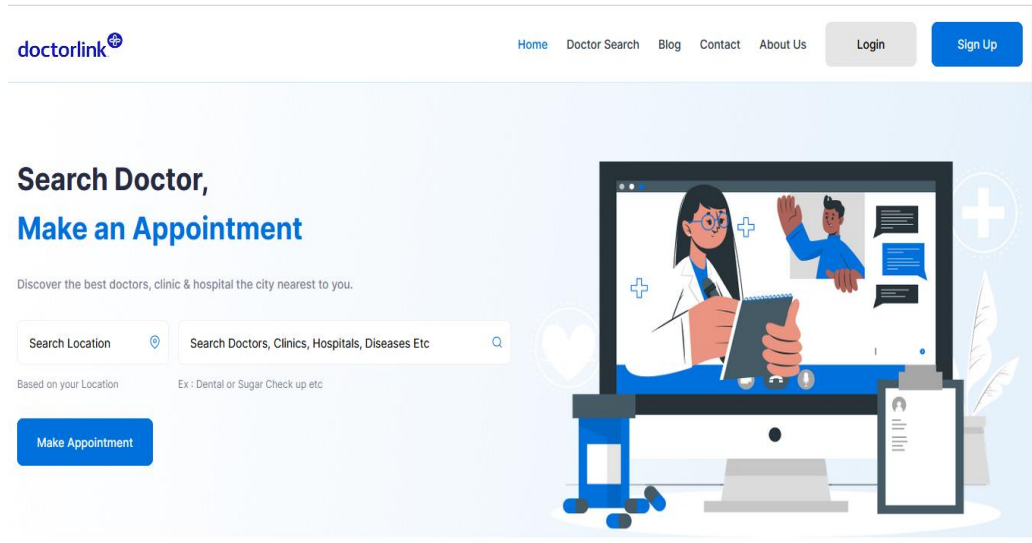 doctorlink
Home Doctor Search Blog Contact About Us Login Sign Up
Search Doctor,
Make an Appointment
Discover the best doctors, clinic & hospital the city nearest to you.
Search Location Search Doctors, Clinics, Hospitals, Diseases Etc
Based on your Location Ex : Dental or Sugar Check up etc
Make Appointment